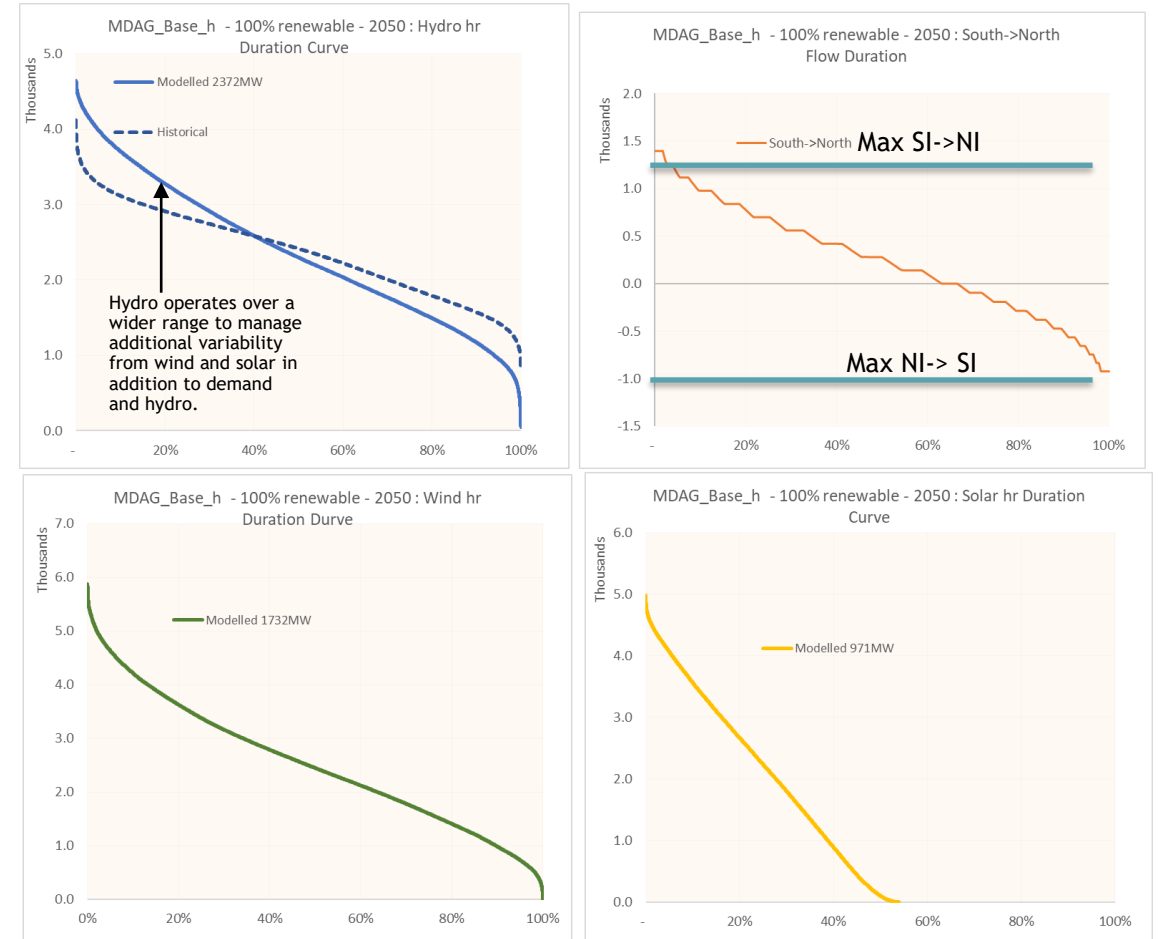 MDAG_Base_h - 100% renewable - 2050 : Hydro hr
Duration Curve
Thousands
5.0
4.0
3.0
2.0
1.0
0.0
Modelled 2372MW
Historical
Hydro operates over a
wider range to manage
additional variability
from wind and solar in
addition to demand
and hydro.
- 20% 40% 60% 80% 100%
MDAG_Base_h - 100% renewable - 2050 : South->North
Flow Duration
Thousands
2.0
1.5
1.0
0.5
0.0
-0.5
-1.0
-1.5
South->North Max SI->NI
Max NI-> SI
- 20% 40% 60% 80% 100%
MDAG_Base_h - 100% renewable - 2050 : Wind hr
Duration Durve
Thousands
7.0
6.0
5.0
4.0
3.0
2.0
1.0
0.0
Modelled 1732MW
0% 20% 40% 60% 80% 100%
MDAG_Base_h - 100% renewable - 2050 : Solar hr Duration
Curve
Thousands
6.0
5.0
4.0
3.0
2.0
1.0
0.0
Modelled 971MW
- 20% 40% 60% 80% 100%